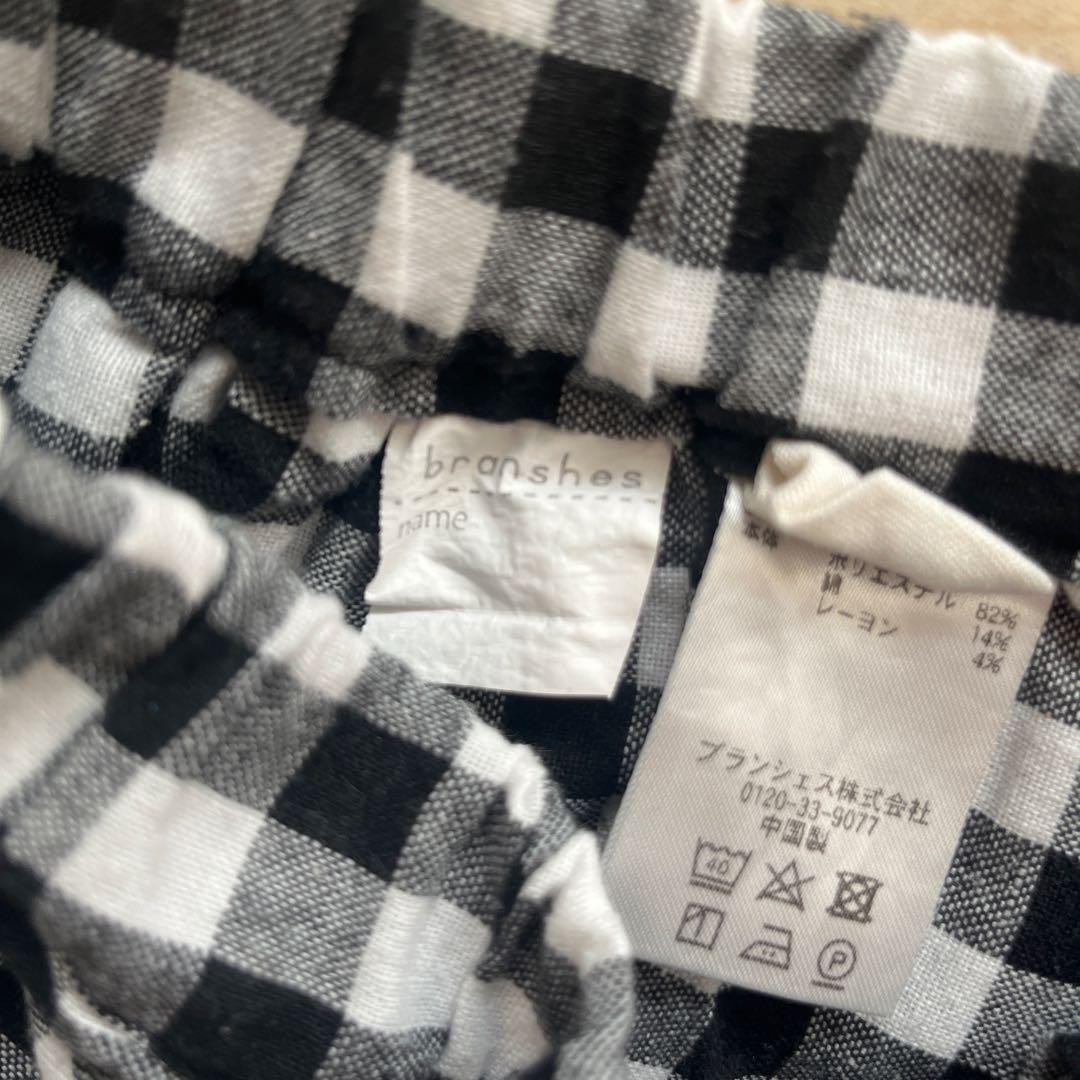 branshes
name
本体
ポリエステル 82%
綿 14%
レーヨン 4%
ブランシェス株式会社
0120-33-9077
中国製
40
P